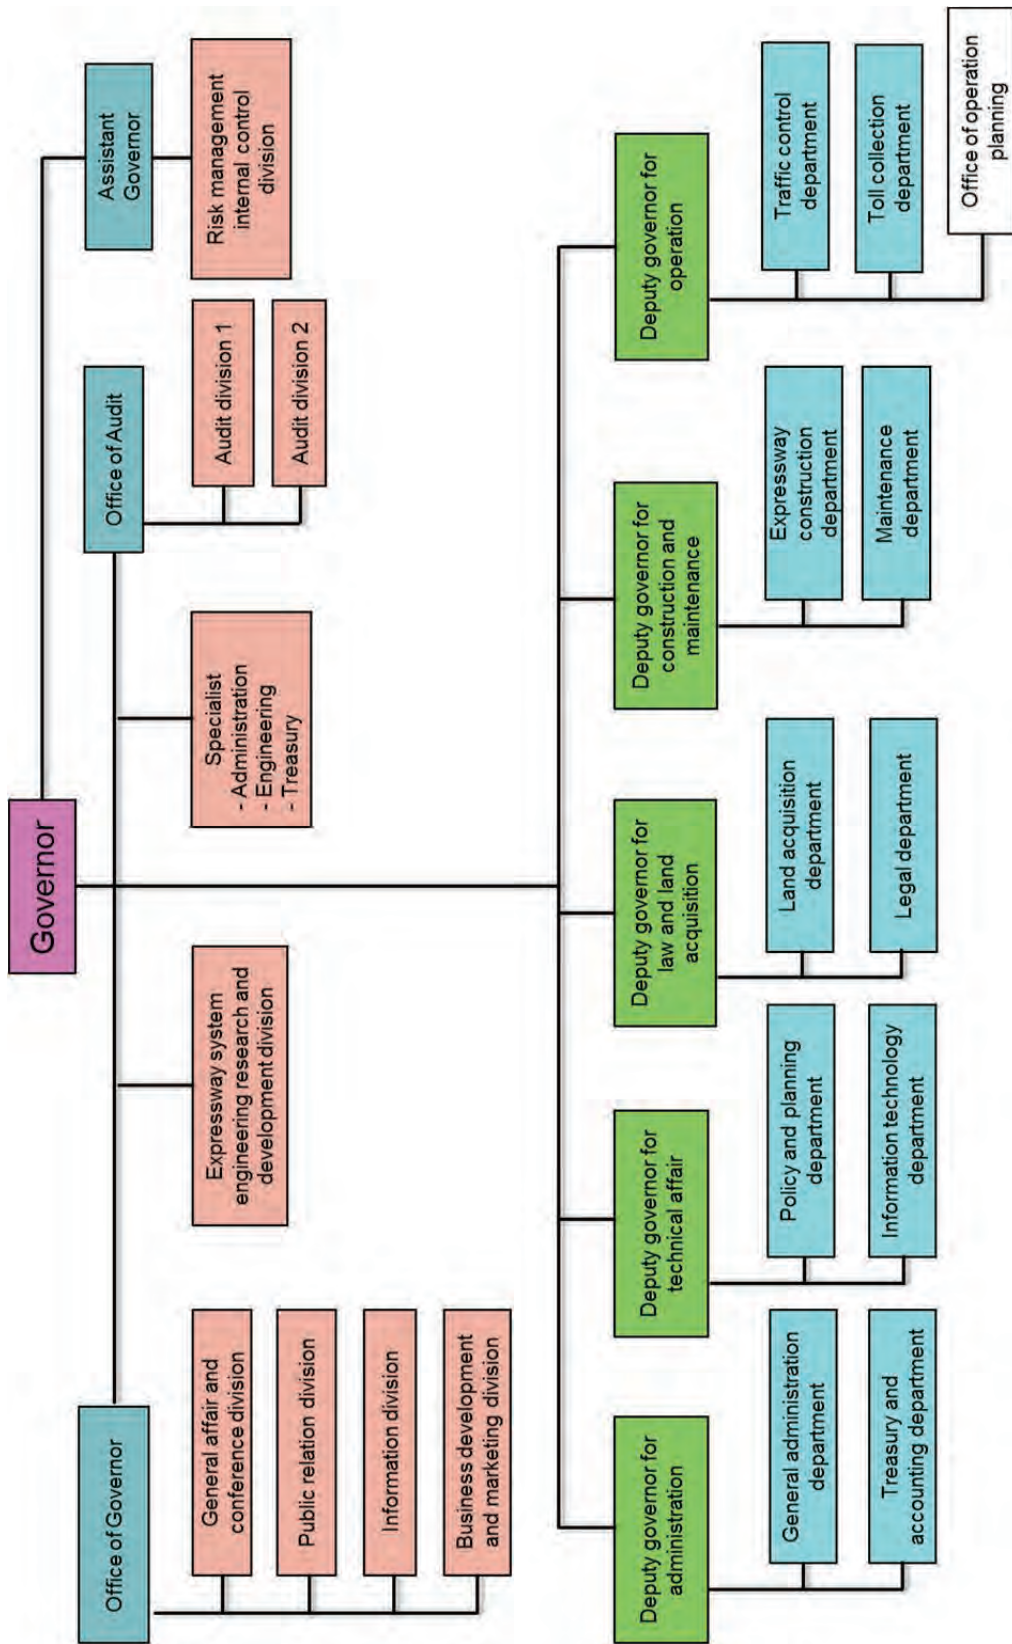 Governor
Assistant
Governor
Risk management
internal control
division
Office of Audit
Audit division 1
Audit division 2
Specialist
- Administration
- Engineering
- Treasury
Expressway system
engineering research and
development division
Office of Governor
General affair and
conference division
Public relation division
Information division
Business development
and marketing division
Deputy governor for
administration
General administration
department
Treasury and
accounting department
Deputy governor for
technical affair
Policy and planning
department
Information technology
department
Deputy governor for
law and land
acquisition
Land acquisition
department
Legal department
Deputy governor for
construction and
maintenance
Expressway
construction
department
Maintenance
department
Deputy governor for
operation
Traffic control
department
Toll collection
department
Office of operation
planning